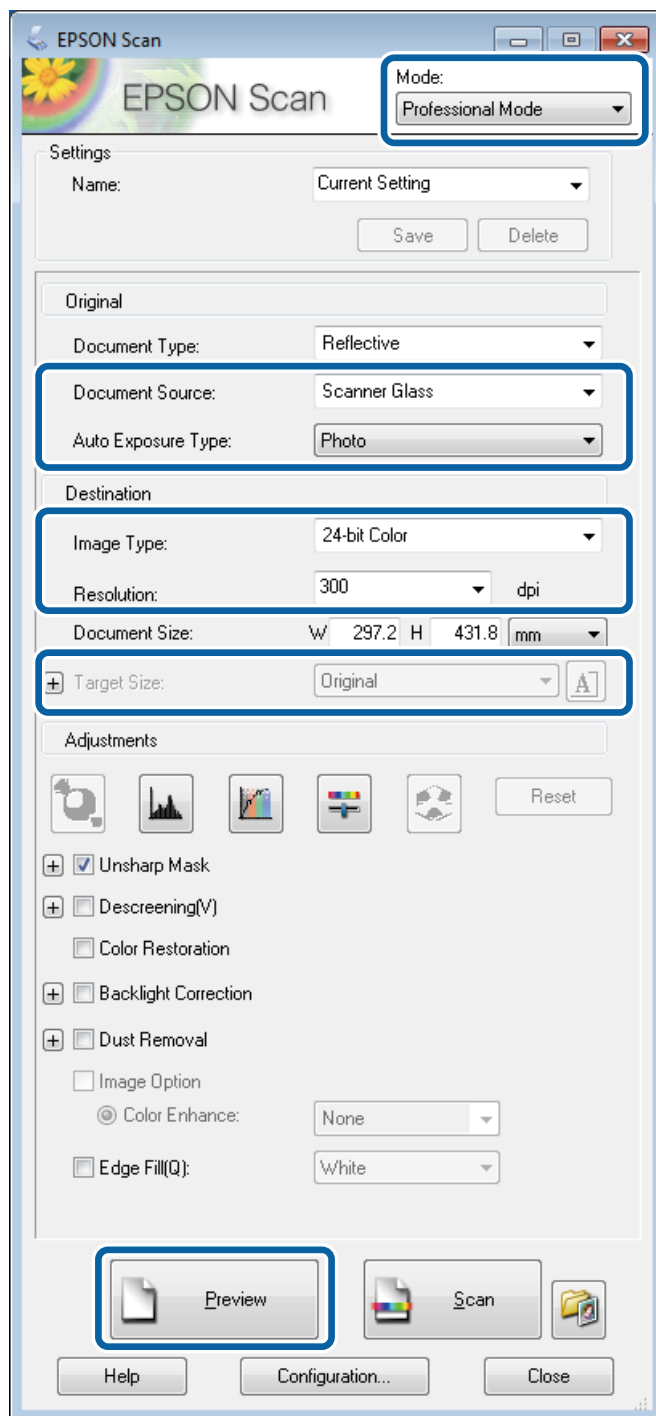 EPSON Scan
EPSON Scan
Mode:
Professional Mode
Settings
Name: Current Setting
Save Delete
Original
Document Type: Reflective
Document Source: Scanner Glass
Auto Exposure Type: Photo
Destination
Image Type: 24-bit Color
Resolution: 300 dpi
Document Size: W 297.2 H 431.8 mm
Target Size: Original A
Adjustments
Reset
Unsharp Mask
Descreening(V)
Color Restoration
Backlight Correction
Dust Removal
Image Option
Color Enhance: None
Edge Fill(Q): White
Preview Scan
Help Configuration... Close